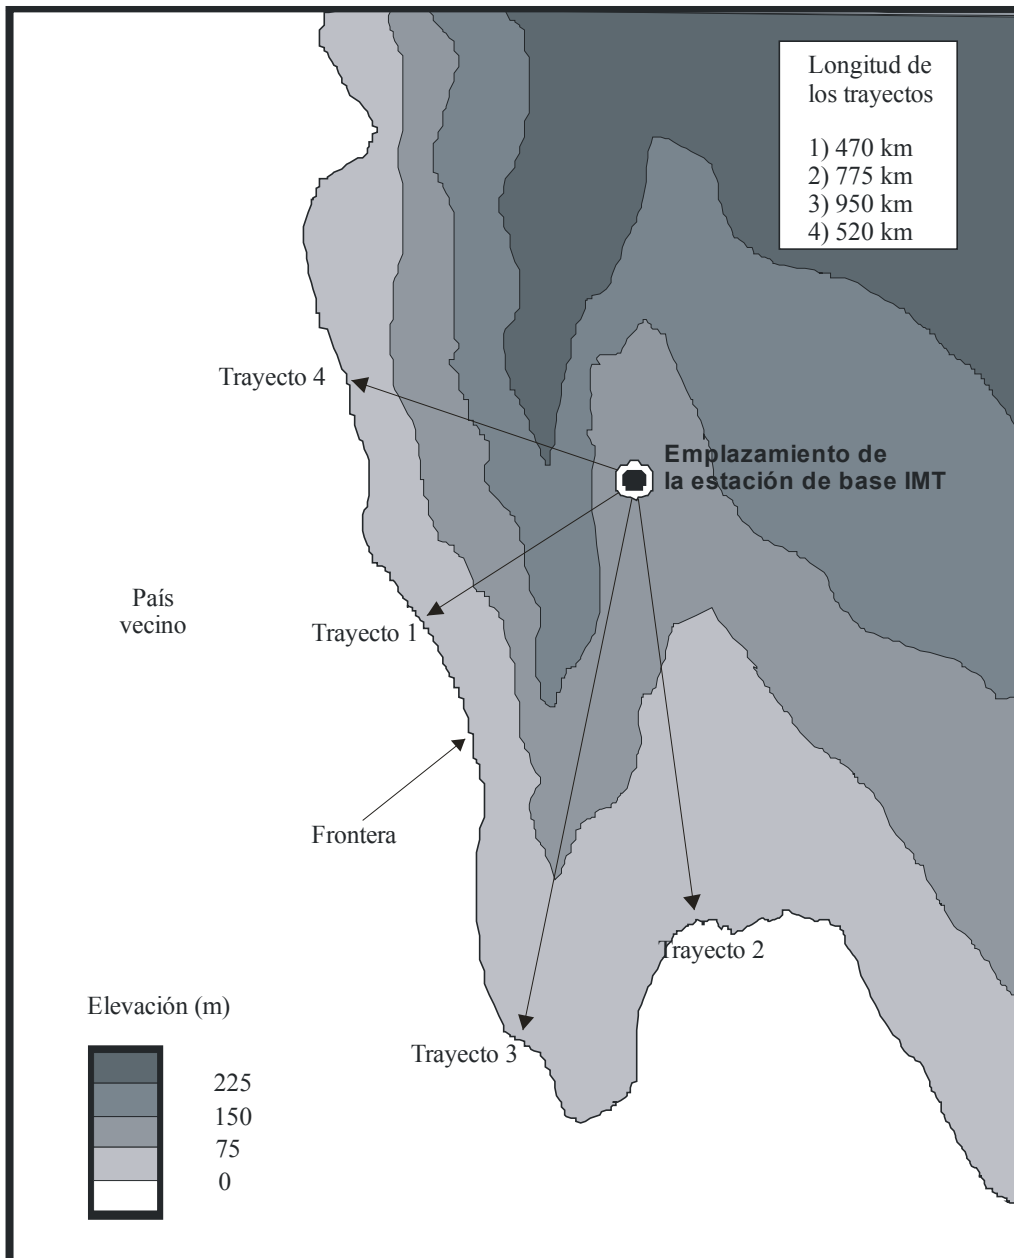 Longitud de
los trayectos
1) 470 km
2) 775 km
3) 950 km
4) 520 km
Trayecto 4
Emplazamiento de
la estación de base IMT
País
vecino
Trayecto 1
Frontera
Trayecto 2
Elevación (m)
Trayecto 3
225
150
75
0